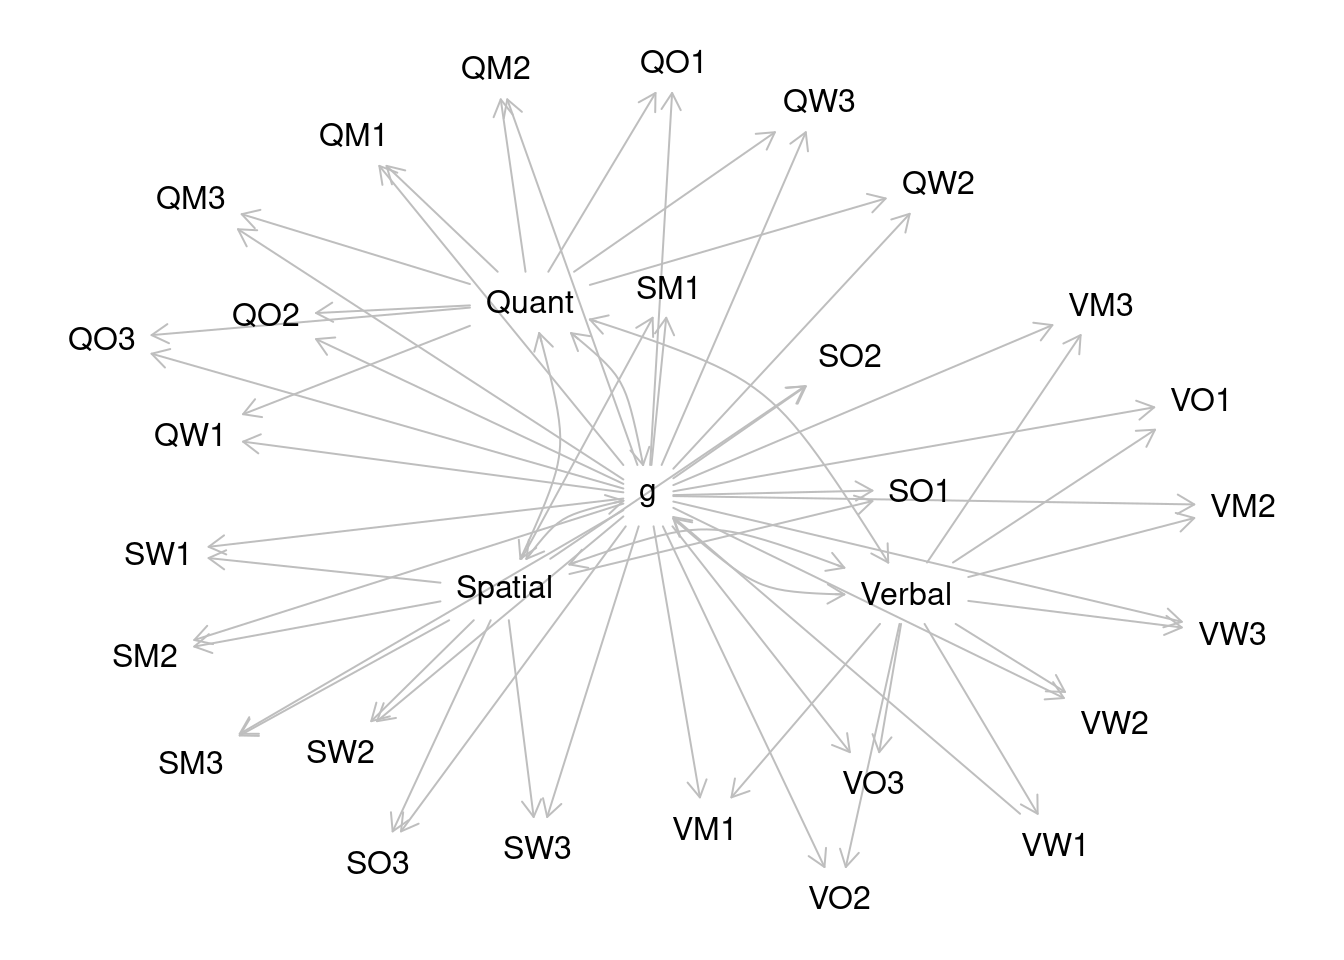 QO1
QM2
QW3
QM1
QW2
QM3
SM1
Quant
VM3
QO2
QO3
SO2
VO1
QW1
g
SO1
VM2
SW1
Spatial
Verbal
VW3
SM2
VW2
SW2
SM3
VO3
VM1
VW1
SW3
SO3
VO2